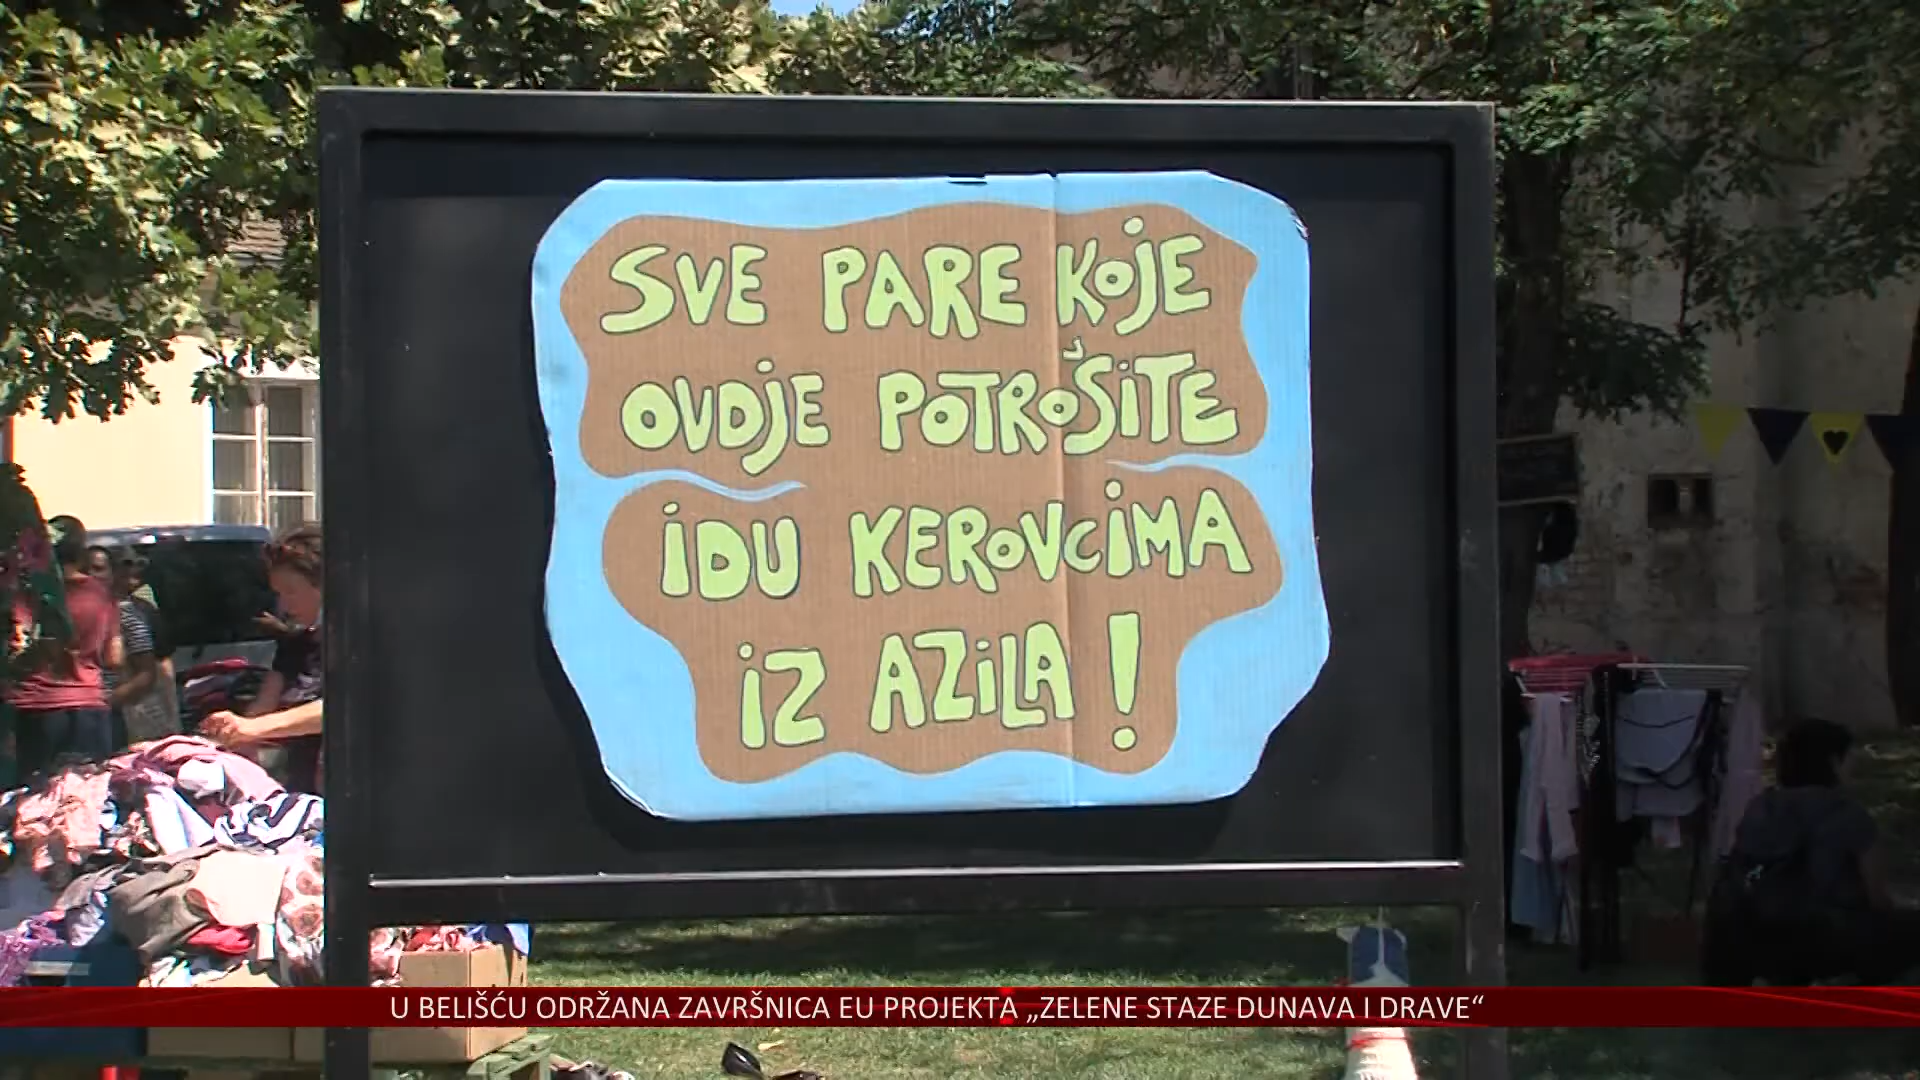 SVE PARE KOJE
OVDJE POTROŠITE
IDU KEROVCIMA
IZ AZILA!
U BELIŠĆU ODRŽANA ZAVRŠNICA EU PROJEKTA „ZELENE STAZE DUNAVA I DRAVE“